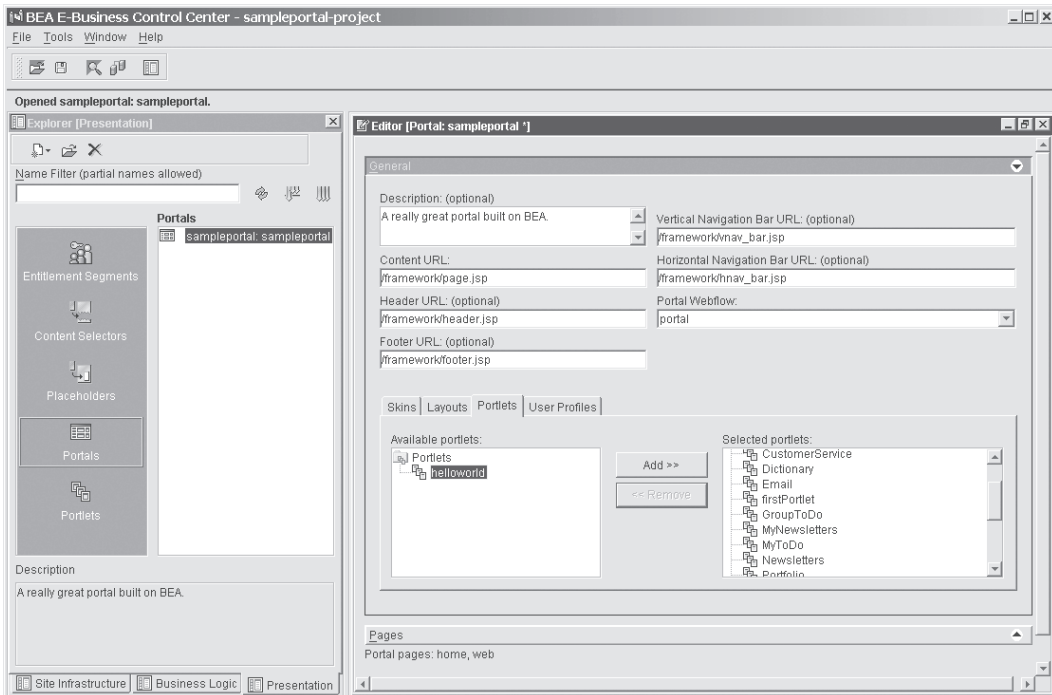 BEA E-Business Control Center - sampleportal-project
File Tools Window Help
Opened sampleportal: sampleportal.
Explorer [Presentation]
Name Filter (partial names allowed)
Portals
sampleportal: sampleportal
Entitlement Segments
Content Selectors
Placeholders
Portals
Portlets
Description
A really great portal built on BEA.
Site Infrastructure
Business Logic
Presentation
Editor [Portal: sampleportal *]
General
Description: (optional)
A really great portal built on BEA.
Vertical Navigation Bar URL: (optional)
/framework/vnav_bar.jsp
Content URL:
/framework/page.jsp
Horizontal Navigation Bar URL: (optional)
/framework/hnav_bar.jsp
Header URL: (optional)
/framework/header.jsp
Portal Webflow:
portal
Footer URL: (optional)
/framework/footer.jsp
Skins Layouts Portlets User Profiles
Available portlets:
Portlets
helloworld
Add >>
<< Remove
Selected portlets:
CustomerService
Dictionary
Email
firstPortlet
GroupToDo
MyNewsletters
MyToDo
Newsletters
Portfolio
Pages
Portal pages: home, web